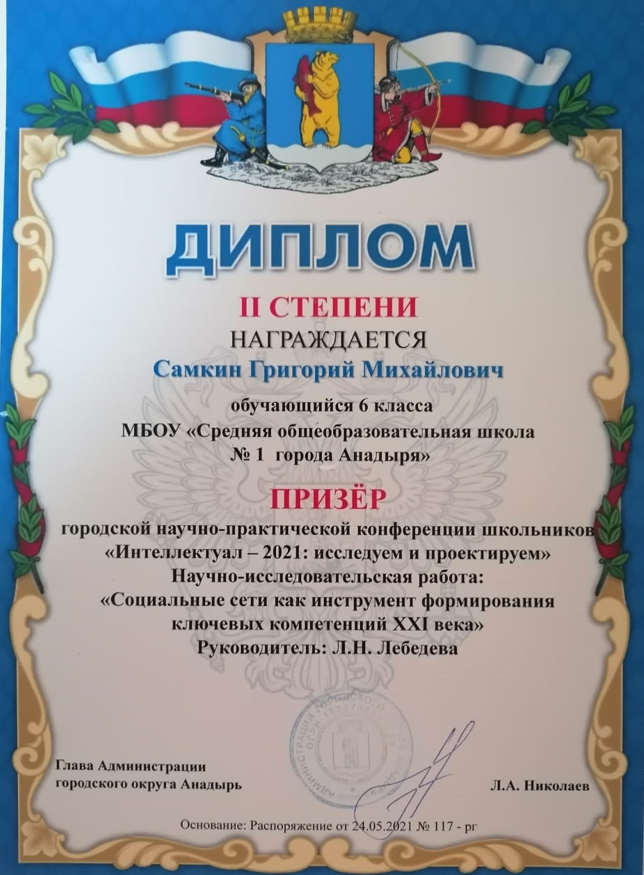 ДИПЛОМ
II СТЕПЕНИ
НАГРАЖДАЕТСЯ
Самкин Григорий Михайлович
обучающийся 6 класса
МБОУ «Средняя общеобразовательная школа
№ 1 города Анадыря»
ПРИЗЁР
городской научно-практической конференции школьников
«Интеллектуал – 2021: исследуем и проектируем»
Научно-исследовательская работа:
«Социальные сети как инструмент формирования
ключевых компетенций XXI века»
Руководитель: Л.Н. Лебедева
АДМИНИСТРАЦИЯ ГОРОДСКОГО
Глава Администрации
городского округа Анадырь
Л.А. Николаев
Основание: Распоряжение от 24.05.2021 № 117 - рг